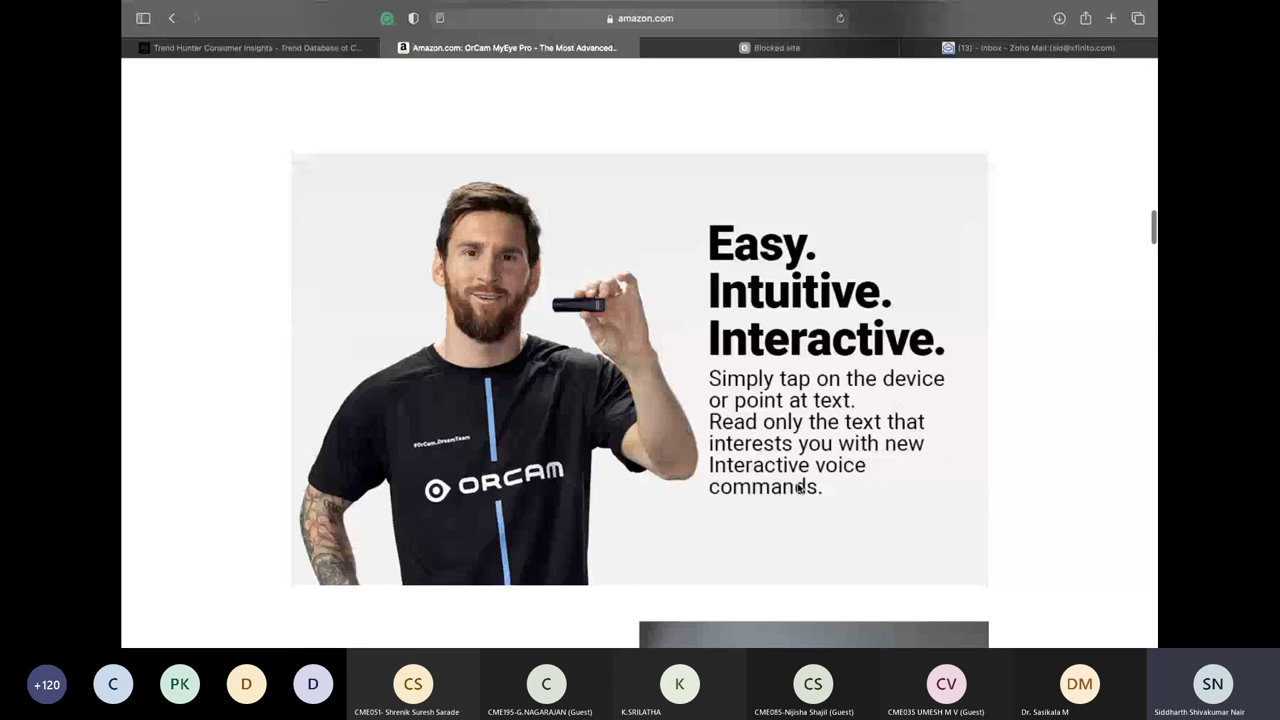 amazon.com
Trend Hunter Consumer Insights - Trend Database of C...
a Amazon.com: OrCam MyEye Pro - The Most Advanced...
Blocked site
(13) - Inbox - Zoho Mail (sid@xfinito.com)
Easy.
Intuitive.
Interactive.
Simply tap on the device
or point at text.
Read only the text that
interests you with new
Interactive voice
commands.
#OrCam_DreamTeam
ORCAM
+120
C
PK
D
D
CS
C
K
CS
CV
DM
SN
CME051- Shrenik Suresh Sarade
CME195-G.NAGARAJAN (Guest)
K.SRILATHA
CME085-Nijisha Shajil (Guest)
CME035 UMESH M V (Guest)
Dr. Sasikala M
Siddharth Shivakumar Nair